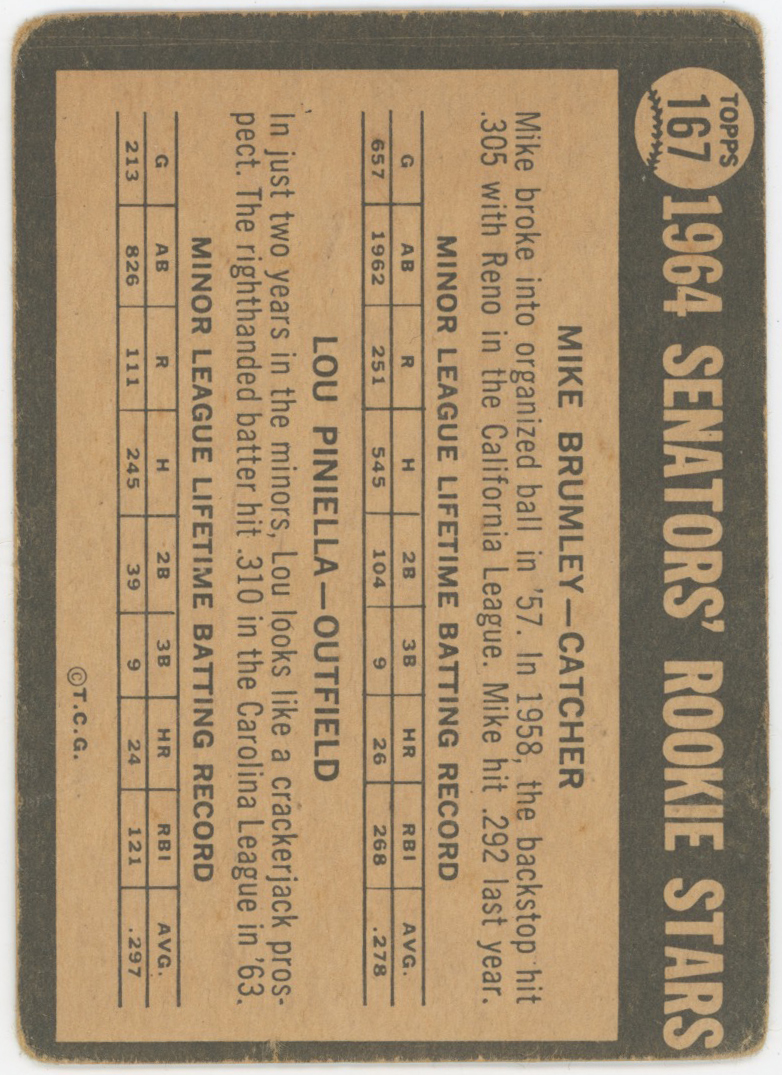 TOPPS
167
1964 SENATORS' ROOKIE STARS
MIKE BRUMLEY—CATCHER
Mike broke into organized ball in '57. In 1958, the backstop hit
.305 with Reno in the California League. Mike hit .292 last year.
MINOR LEAGUE LIFETIME BATTING RECORD
G AB R H 2B 3B HR RBI AVG.
657 1962 251 545 104 9 26 268 .278
LOU PINIELLA—OUTFIELD
In just two years in the minors, Lou looks like a crackerjack pros-
pect. The righthanded batter hit .310 in the Carolina League in '63.
MINOR LEAGUE LIFETIME BATTING RECORD
G AB R H 2B 3B HR RBI AVG.
213 826 111 245 39 9 24 121 .297
©T.C.G.